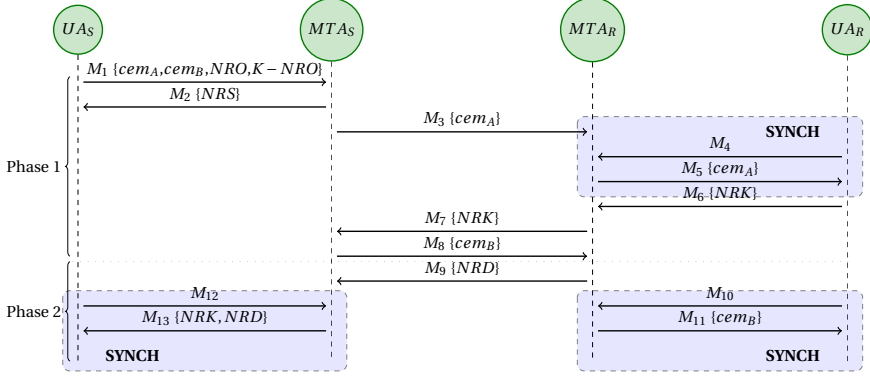 UA_S MTA_S MTA_R UA_R
M_1 {cem_A,cem_B,NRO,K−NRO}
M_2 {NRS}
M_3 {cem_A}
SYNCH
M_4
Phase 1
M_5 {cem_A}
M_6 {NRK}
M_7 {NRK}
M_8 {cem_B}
M_9 {NRD}
M_12 M_10
Phase 2
M_13 {NRK,NRD} M_11 {cem_B}
SYNCH SYNCH